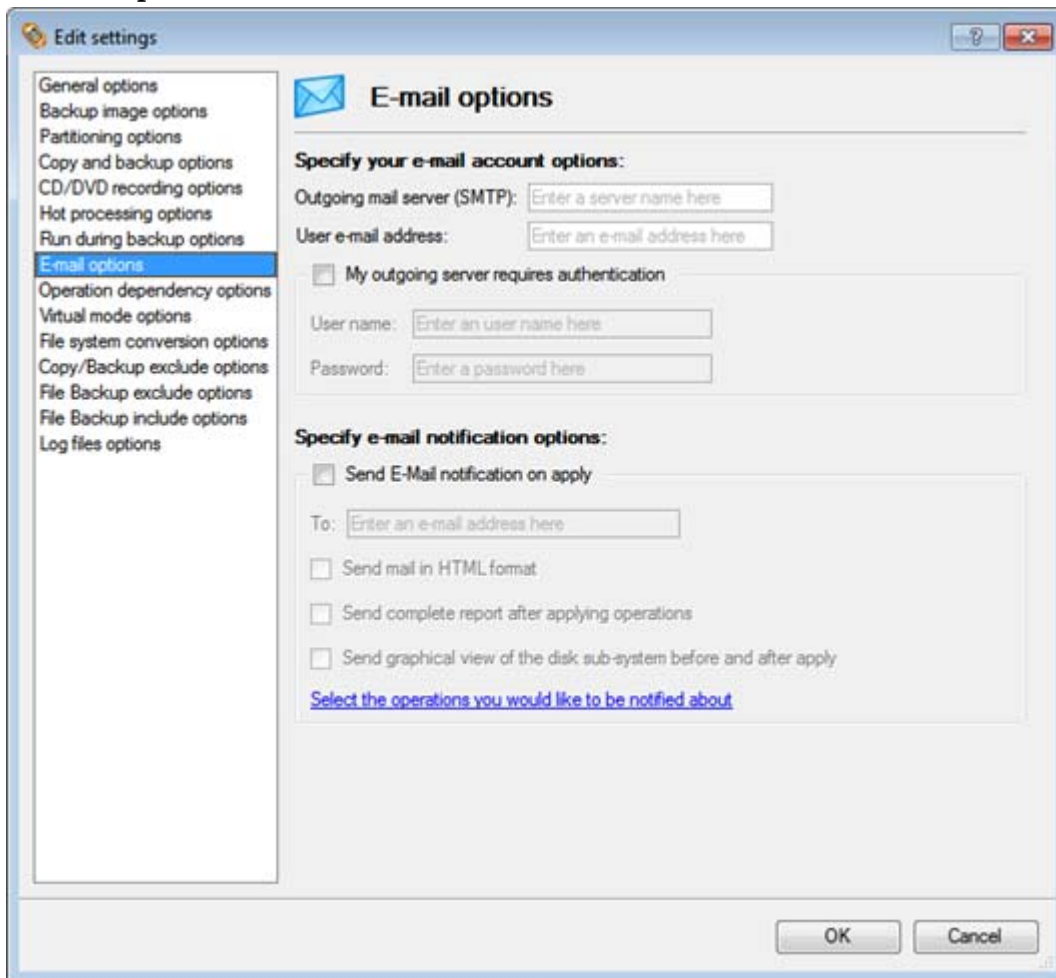 Edit settings
General options
Backup image options
Partitioning options
Copy and backup options
CD/DVD recording options
Hot processing options
Run during backup options
E-mail options
Operation dependency options
Virtual mode options
File system conversion options
Copy/Backup exclude options
File Backup exclude options
File Backup include options
Log files options
E-mail options
Specify your e-mail account options:
Outgoing mail server (SMTP): Enter a server name here
User e-mail address: Enter an e-mail address here
My outgoing server requires authentication
User name: Enter an user name here
Password: Enter a password here
Specify e-mail notification options:
Send E-Mail notification on apply
To: Enter an e-mail address here
Send mail in HTML format
Send complete report after applying operations
Send graphical view of the disk sub-system before and after apply
Select the operations you would like to be notified about
OK Cancel